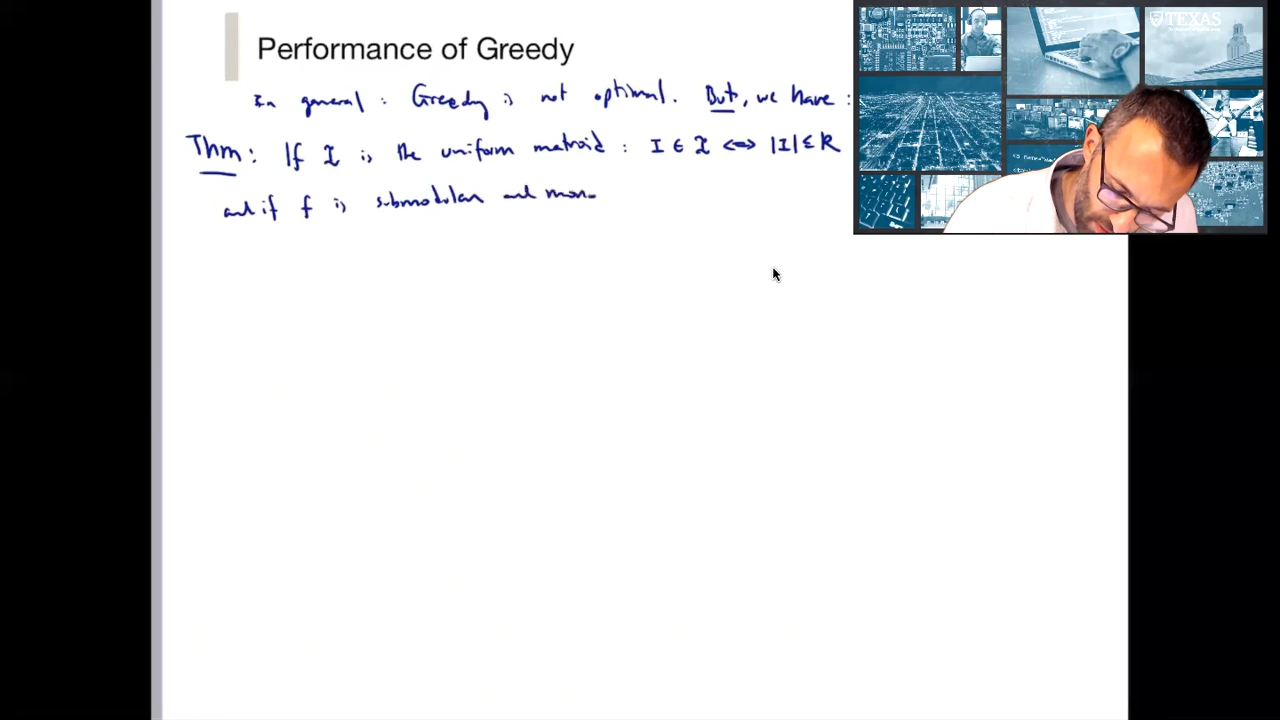 Performance of Greedy
In general : Greedy is not optimal. But, we have :
Thm: If I is the uniform matroid : I ∈ I ⟺ |I| ≤ k
and if f is submodular and mono
TEXAS